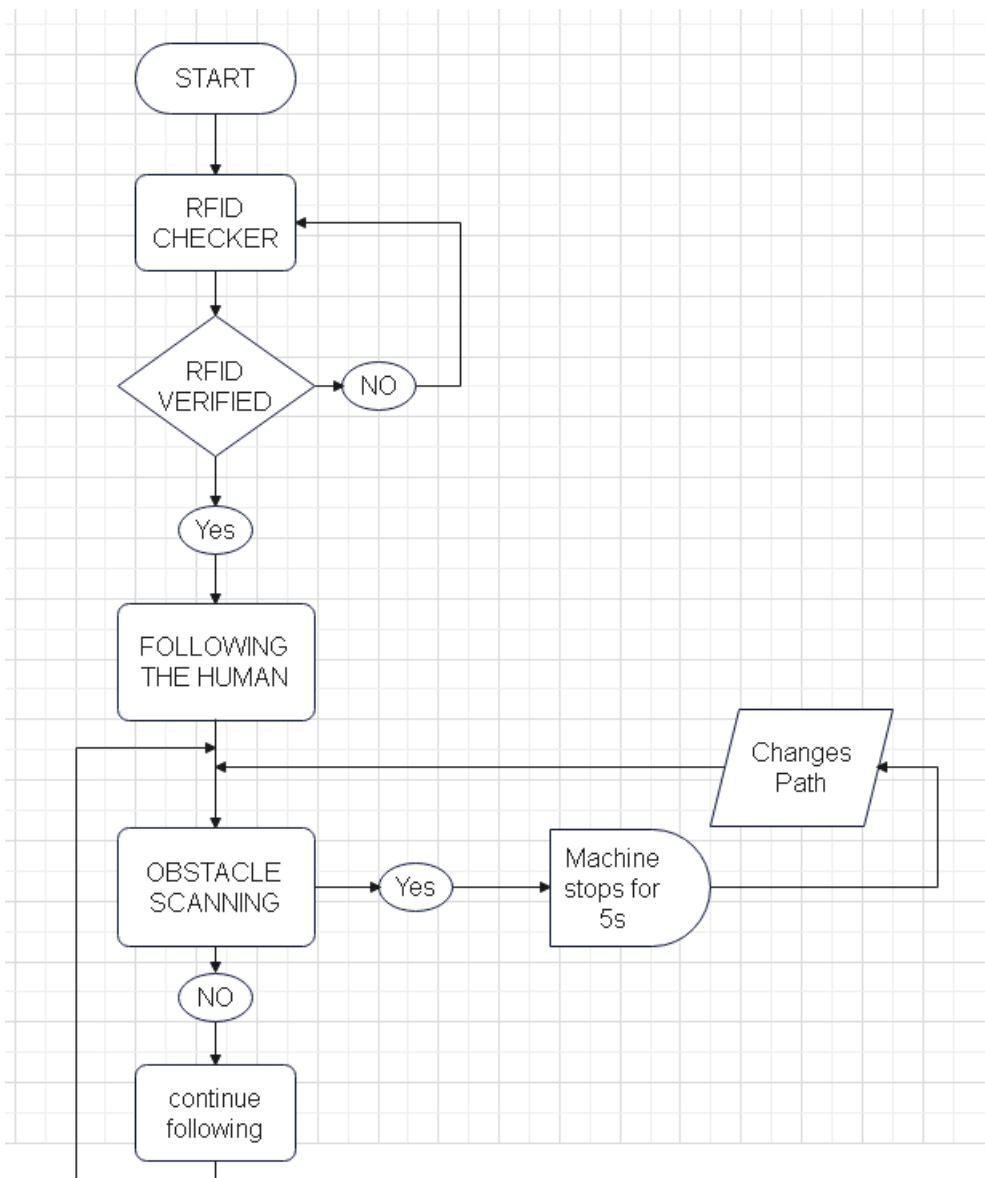 START
RFID
CHECKER
RFID
VERIFIED
NO
Yes
FOLLOWING
THE HUMAN
Changes
Path
OBSTACLE
SCANNING
Yes
Machine
stops for
5s
NO
continue
following